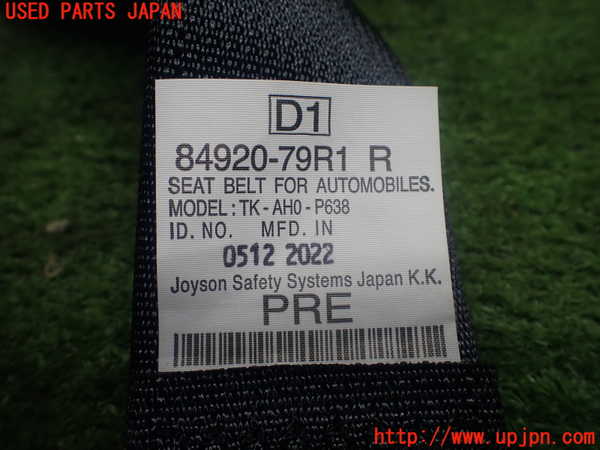 USED PARTS JAPAN
D1
84920-79R1 R
SEAT BELT FOR AUTOMOBILES.
MODEL:TK-AH0-P638
ID. NO. MFD. IN
0512 2022
Joyson Safety Systems Japan K.K.
PRE
http://www.upjpn.com